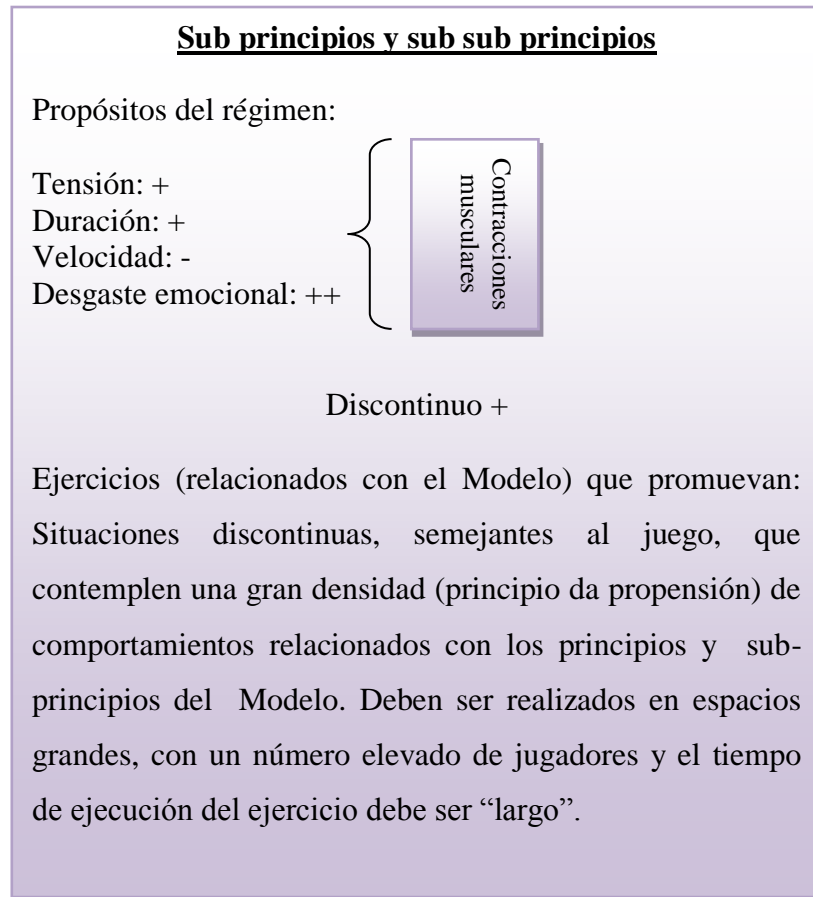 Sub principios y sub sub principios
Propósitos del régimen:
Tensión: +
Duración: +
Velocidad: -
Desgaste emocional: ++
Contracciones
musculares
Discontinuo +
Ejercicios (relacionados con el Modelo) que promuevan:
Situaciones discontinuas, semejantes al juego, que
contemplen una gran densidad (principio da propensión) de
comportamientos relacionados con los principios y sub-
principios del Modelo. Deben ser realizados en espacios
grandes, con un número elevado de jugadores y el tiempo
de ejecución del ejercicio debe ser “largo”.